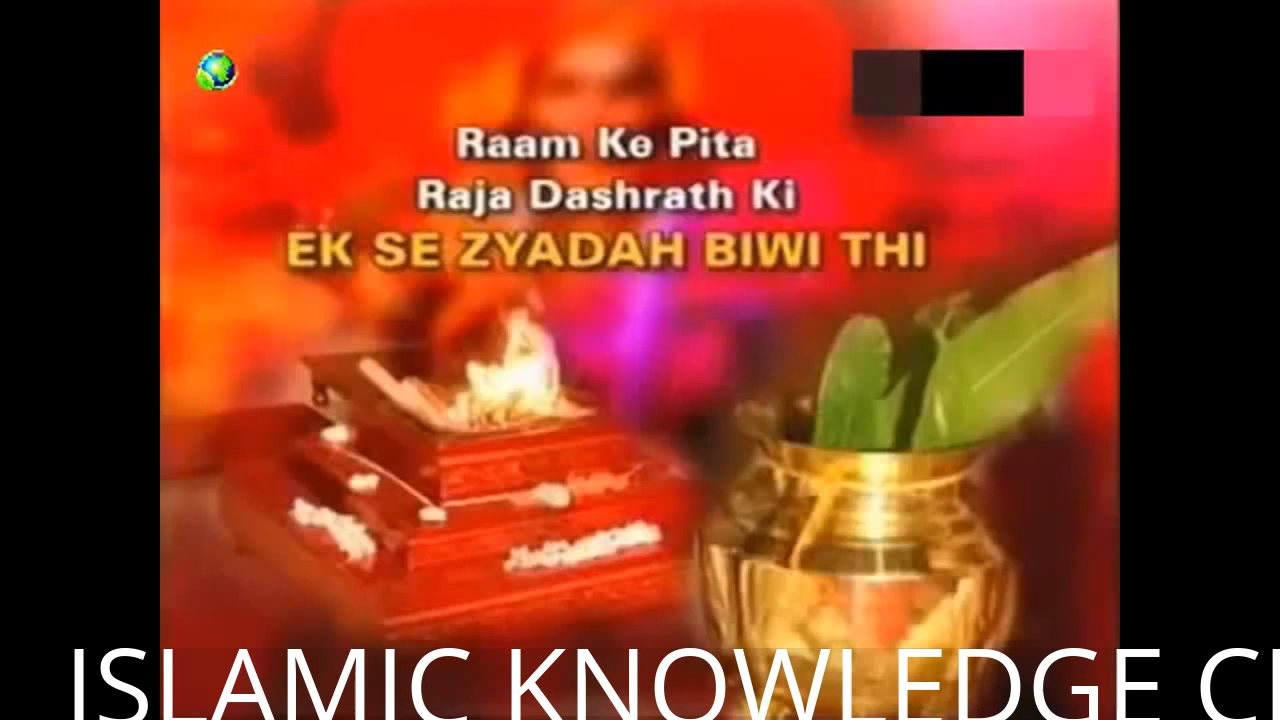 Raam Ke Pita
Raja Dashrath Ki
EK SE ZYADAH BIWI THI
ISLAMIC KNOWLEDGE